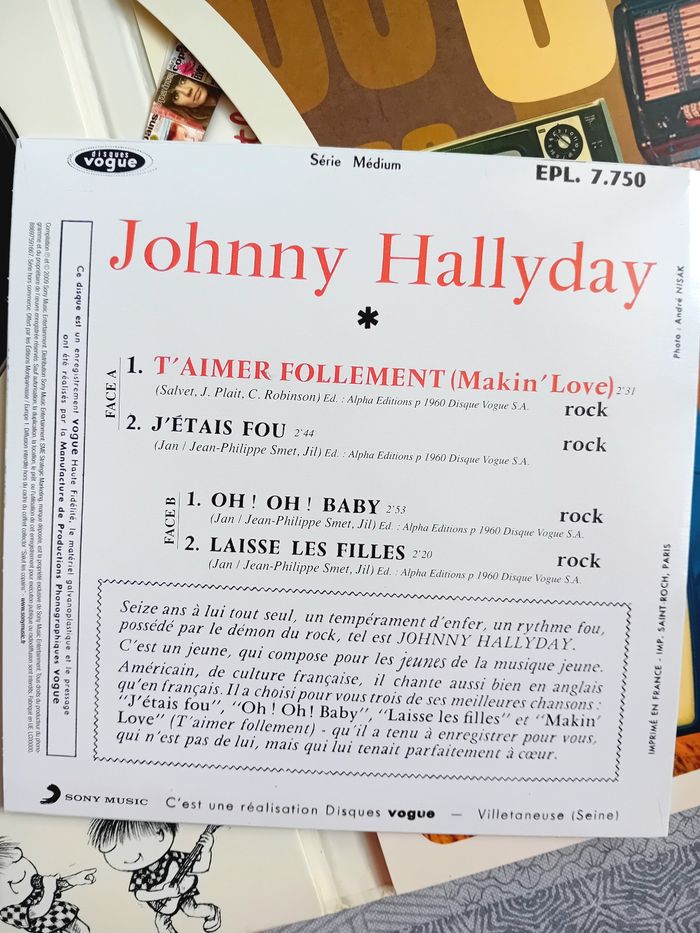 disques
vogue
Série Médium
EPL. 7.750
Johnny Hallyday
*
FACE A
1. T'AIMER FOLLEMENT (Makin' Love) 2'31
(Salvet, J. Plait, C. Robinson) Ed. : Alpha Editions p 1960 Disque Vogue S.A.
rock
2. J'ÉTAIS FOU 2'44
rock
(Jan / Jean-Philippe Smet, Jil) Ed. : Alpha Editions p 1960 Disque Vogue S.A.
FACE B
1. OH ! OH ! BABY 2'53
rock
(Jan / Jean-Philippe Smet, Jil) Ed. : Alpha Editions p 1960 Disque Vogue S.A.
2. LAISSE LES FILLES 2'20
rock
(Jan / Jean-Philippe Smet, Jil) Ed. : Alpha Editions p 1960 Disque Vogue S.A.
Seize ans à lui tout seul, un tempérament d'enfer, un rythme fou,
possédé par le démon du rock, tel est JOHNNY HALLYDAY.
C'est un jeune, qui compose pour les jeunes de la musique jeune.
Américain, de culture française, il chante aussi bien en anglais
qu'en français. Il a choisi pour vous trois de ses meilleures chansons :
"J'étais fou", "Oh ! Oh ! Baby", "Laisse les filles" et "Makin'
Love" (T'aimer follement) - qu'il a tenu à enregistrer pour vous,
qui n'est pas de lui, mais qui lui tenait parfaitement à cœur.
SONY MUSIC
C'est une réalisation Disques vogue — Villetaneuse (Seine)
Ce disque est un enregistrement Vogue Haute Fidélité, le matériel galvanoplastique et le pressage
ont été réalisés par la Manufacture de Productions Phonographiques Vogue
Photo : André NISAK
IMPRIMÉ EN FRANCE - IMP. SAINT-ROCH, PARIS